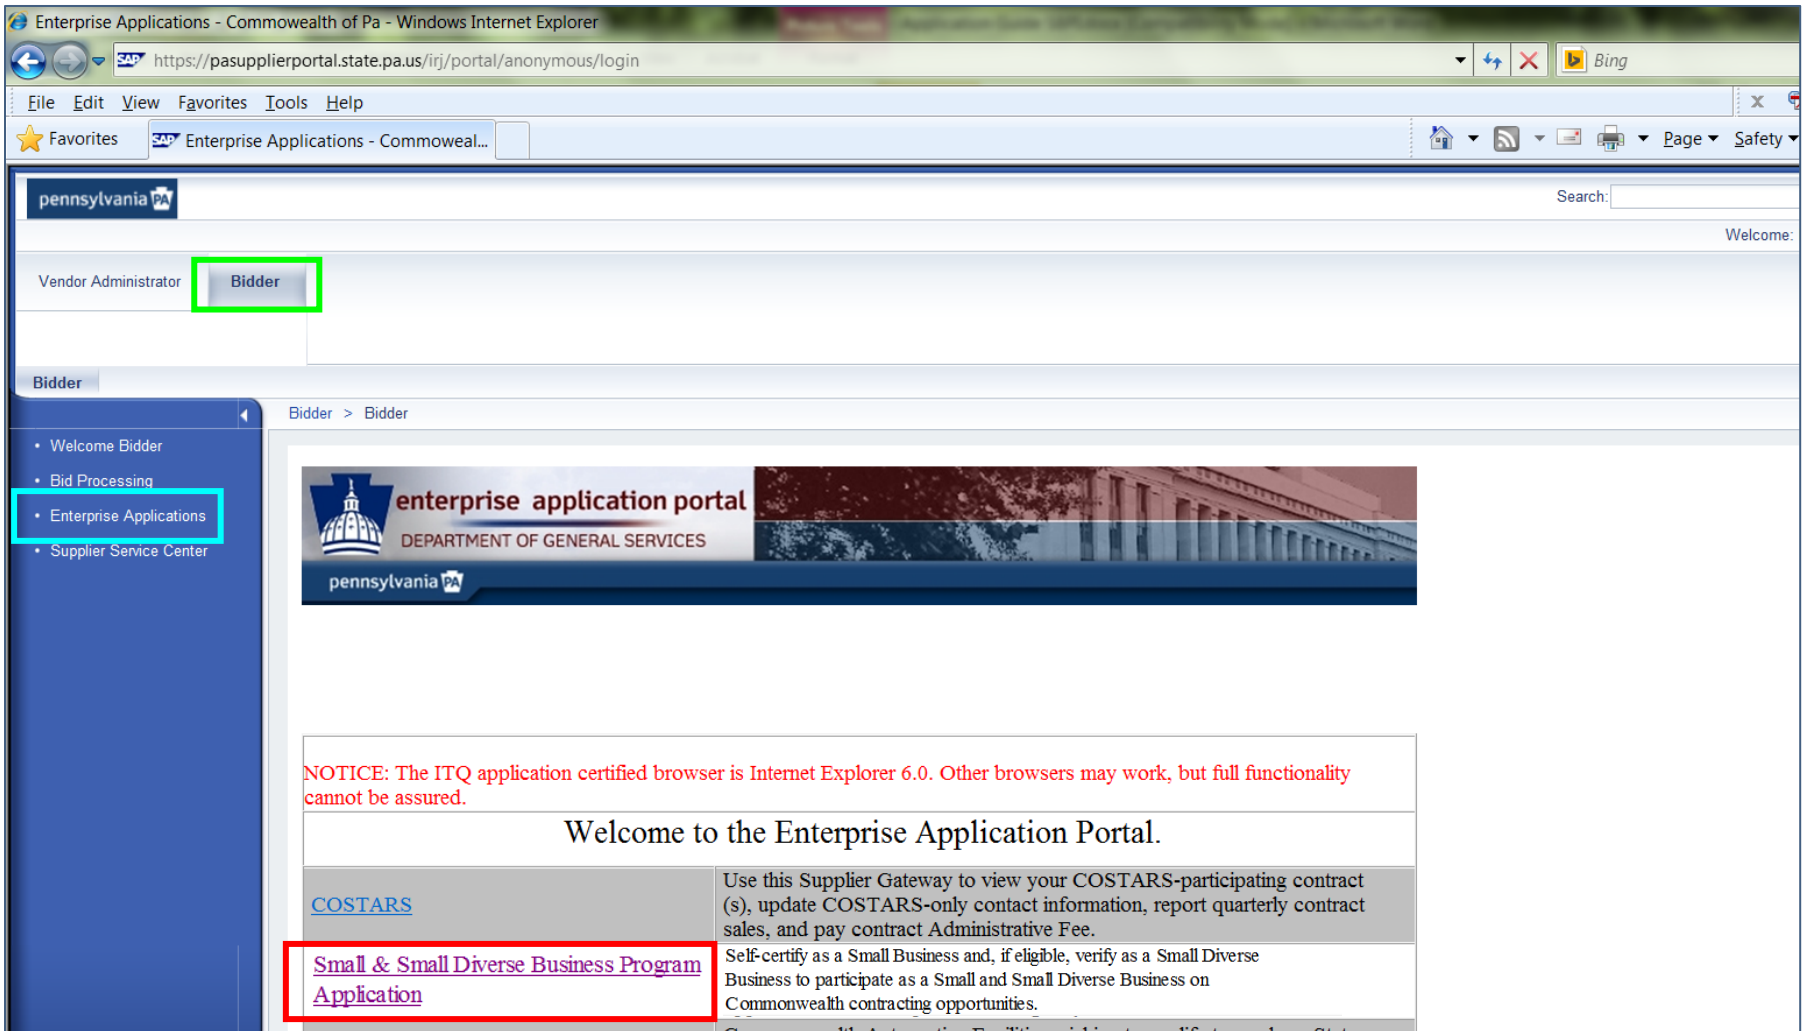 Enterprise Applications - Commowealth of Pa - Windows Internet Explorer
SAP https://pasupplierportal.state.pa.us/irj/portal/anonymous/login
Bing
File Edit View Favorites Tools Help
x
Favorites
SAP Enterprise Applications - Commoweal...
Page Safety
pennsylvania PA
Search:
Welcome:
Vendor Administrator Bidder
Bidder
Bidder > Bidder
• Welcome Bidder
• Bid Processing
• Enterprise Applications
• Supplier Service Center
enterprise application portal
DEPARTMENT OF GENERAL SERVICES
pennsylvania PA
NOTICE: The ITQ application certified browser is Internet Explorer 6.0. Other browsers may work, but full functionality
cannot be assured.
Welcome to the Enterprise Application Portal.
COSTARS
Use this Supplier Gateway to view your COSTARS-participating contract
(s), update COSTARS-only contact information, report quarterly contract
sales, and pay contract Administrative Fee.
Small & Small Diverse Business Program
Application
Self-certify as a Small Business and, if eligible, verify as a Small Diverse
Business to participate as a Small and Small Diverse Business on
Commonwealth contracting opportunities.